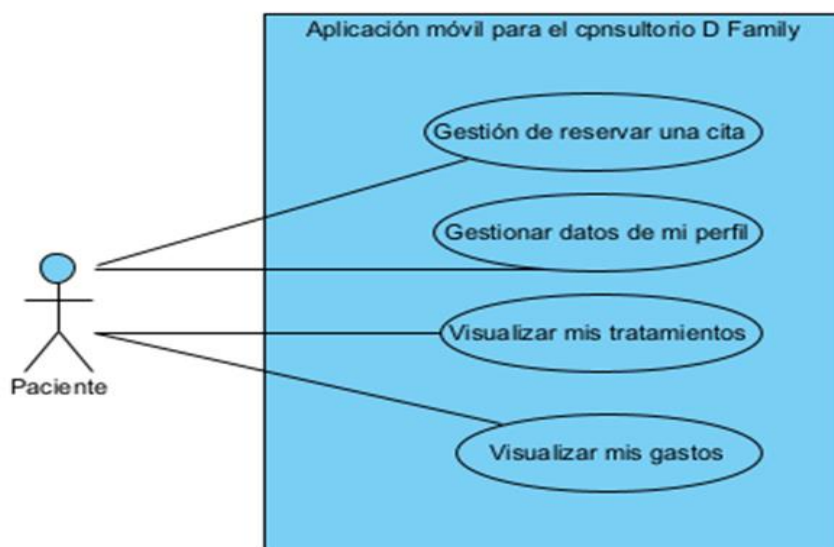 Aplicación móvil para el cpnsultorio D Family
Gestión de reservar una cita
Gestionar datos de mi perfil
Visualizar mis tratamientos
Paciente
Visualizar mis gastos